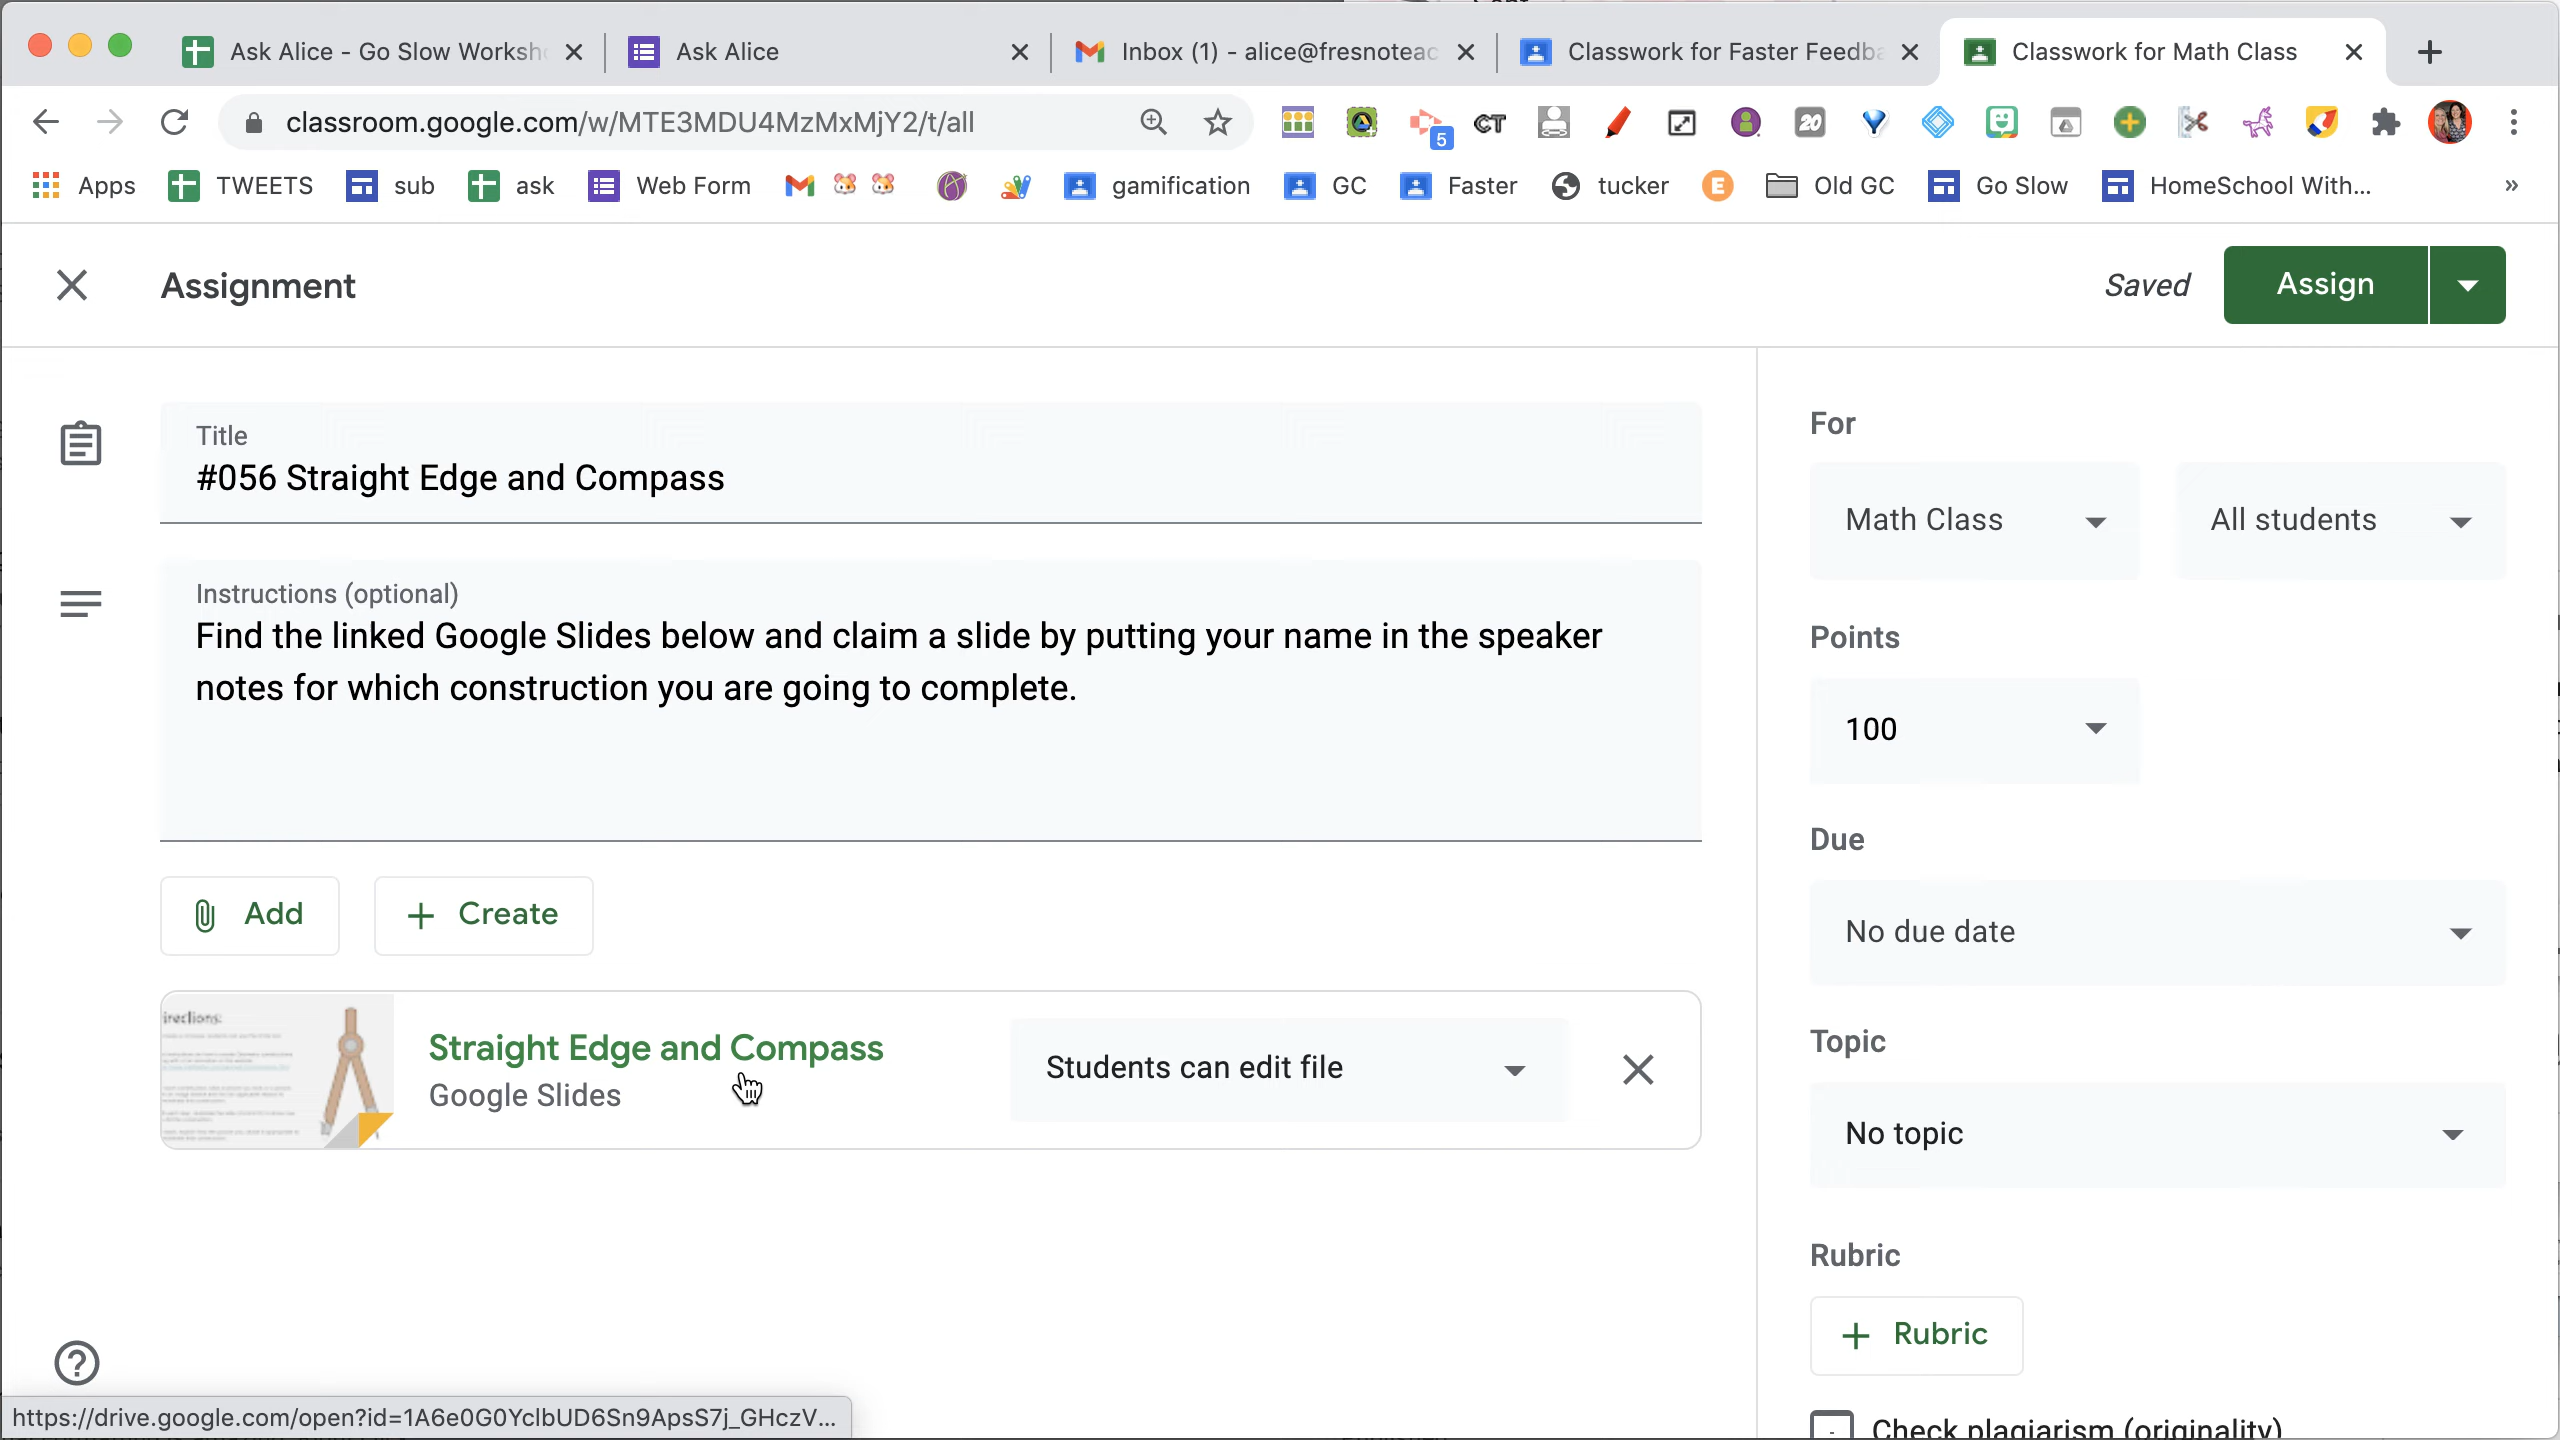 Ask Alice - Go Slow Worksh
Ask Alice
Inbox (1) - alice@fresnoteac
Classwork for Faster Feedba
Classwork for Math Class
classroom.google.com/w/MTE3MDU4MzMxMjY2/t/all
5
CT
20
Apps
TWEETS
sub
ask
Web Form
gamification
GC
Faster
tucker
E
Old GC
Go Slow
HomeSchool With...
»
Assignment
Saved
Assign
Title
#056 Straight Edge and Compass
Instructions (optional)
Find the linked Google Slides below and claim a slide by putting your name in the speaker
notes for which construction you are going to complete.
Add
Create
irections:
Straight Edge and Compass
Google Slides
Students can edit file
For
Math Class
All students
Points
100
Due
No due date
Topic
No topic
Rubric
Rubric
Check plagiarism (originality)
https://drive.google.com/open?id=1A6e0G0YclbUD6Sn9ApsS7j_GHczV...